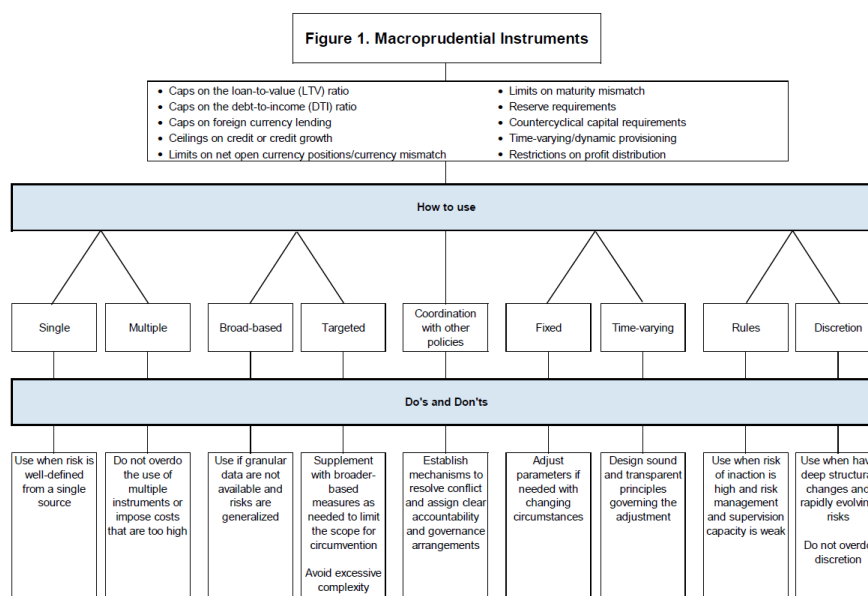 Figure 1. Macroprudential Instruments
• Caps on the loan-to-value (LTV) ratio
• Caps on the debt-to-income (DTI) ratio
• Caps on foreign currency lending
• Ceilings on credit or credit growth
• Limits on net open currency positions/currency mismatch
• Limits on maturity mismatch
• Reserve requirements
• Countercyclical capital requirements
• Time-varying/dynamic provisioning
• Restrictions on profit distribution
How to use
Single
Multiple
Broad-based
Targeted
Coordination
with other
policies
Fixed
Time-varying
Rules
Discretion
Do's and Don'ts
Use when risk is
well-defined
from a single
source
Do not overdo
the use of
multiple
instruments or
impose costs
that are too high
Use if granular
data are not
available and
risks are
generalized
Supplement
with broader-
based
measures as
needed to limit
the scope for
circumvention
Avoid excessive
complexity
Establish
mechanisms to
resolve conflict
and assign clear
accountability
and governance
arrangements
Adjust
parameters if
needed with
changing
circumstances
Design sound
and transparent
principles
governing the
adjustment
Use when risk
of inaction is
high and risk
management
and supervision
capacity is weak
Use when have
deep structural
changes and
rapidly evolving
risks
Do not overdo
discretion